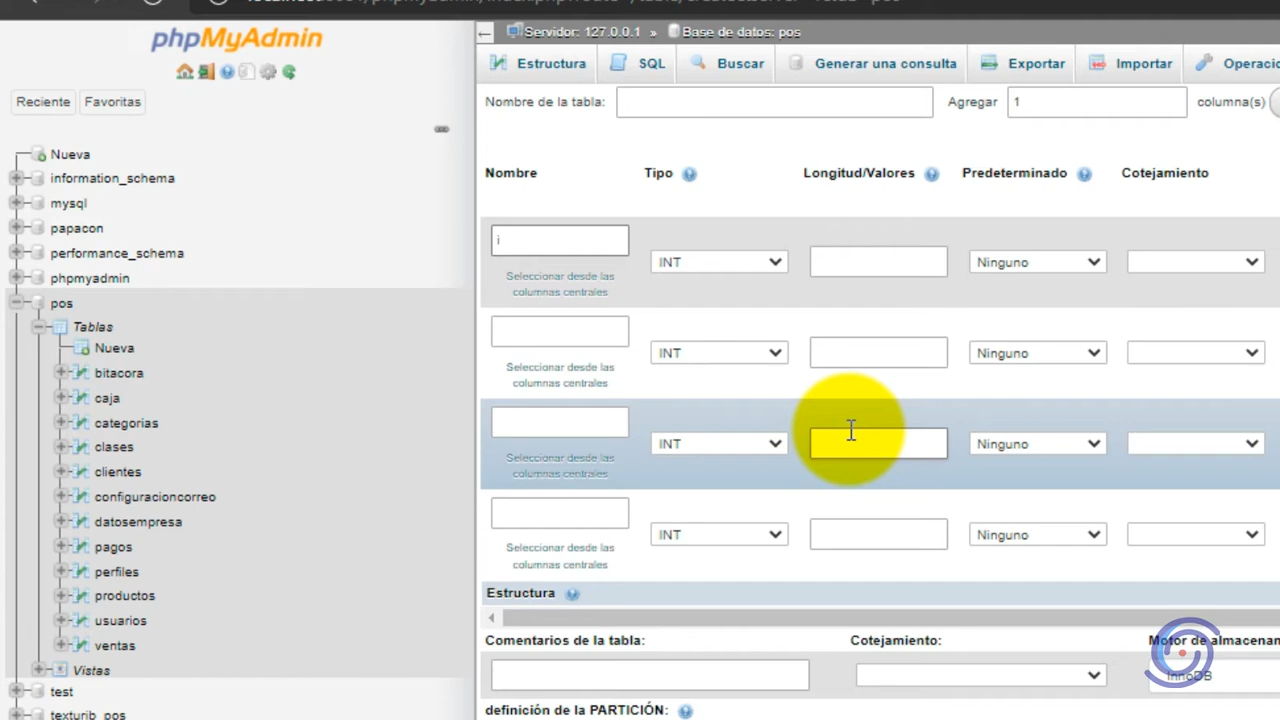 phpMyAdmin
Reciente
Favoritas
Nueva
information_schema
mysql
papacon
performance_schema
phpmyadmin
pos
Tablas
Nueva
bitacora
caja
categorias
clases
clientes
configuracioncorreo
datosempresa
pagos
perfiles
productos
usuarios
ventas
Vistas
test
texturib_pos
Servidor: 127.0.0.1 » Base de datos: pos
Estructura SQL Buscar Generar una consulta Exportar Importar Operacio
Nombre de la tabla: Agregar 1 columna(s)
Nombre Tipo Longitud/Valores Predeterminado Cotejamiento
i INT Ninguno
Seleccionar desde las
columnas centrales
INT Ninguno
Seleccionar desde las
columnas centrales
INT Ninguno
Seleccionar desde las
columnas centrales
INT Ninguno
Seleccionar desde las
columnas centrales
Estructura
Comentarios de la tabla: Cotejamiento: Motor de almacenam
InnoDB
definición de la PARTICIÓN: